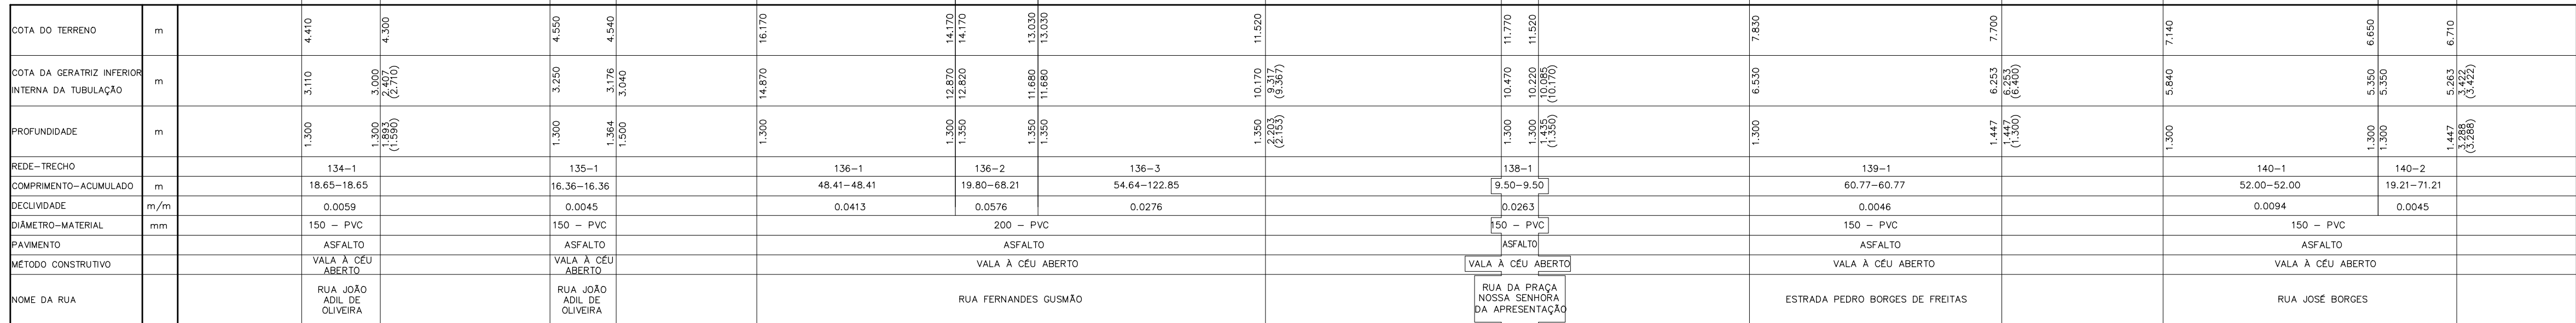 COTA DO TERRENO m 4.410 4.300 4.550 4.540 16.170 14.170 14.170 13.030 13.030 11.520 11.770 11.520 7.830 7.700 7.140 6.650 6.710
COTA DA GERATRIZ INFERIOR
INTERNA DA TUBULAÇÃO m 3.110 3.000 2.407 (2.710) 3.250 3.176 3.040 14.870 12.870 12.820 11.680 11.680 10.170 9.317 (9.367) 10.470 10.220 10.085 (10.170) 6.530 6.253 6.253 (6.400) 5.840 5.350 5.350 5.263 3.422 (3.422)
PROFUNDIDADE m 1.300 1.300 1.893 (1.590) 1.300 1.364 1.500 1.300 1.300 1.350 1.350 1.350 1.350 2.203 (2.153) 1.300 1.300 1.435 (1.350) 1.300 1.447 1.447 (1.300) 1.300 1.300 1.300 1.447 3.288 (3.288)
REDE-TRECHO 134-1 135-1 136-1 136-2 136-3 138-1 139-1 140-1 140-2
COMPRIMENTO-ACUMULADO m 18.65-18.65 16.36-16.36 48.41-48.41 19.80-68.21 54.64-122.85 9.50-9.50 60.77-60.77 52.00-52.00 19.21-71.21
DECLIVIDADE m/m 0.0059 0.0045 0.0413 0.0576 0.0276 0.0263 0.0046 0.0094 0.0045
DIÂMETRO-MATERIAL mm 150 - PVC 150 - PVC 200 - PVC 150 - PVC 150 - PVC 150 - PVC
PAVIMENTO ASFALTO ASFALTO ASFALTO ASFALTO ASFALTO ASFALTO
MÉTODO CONSTRUTIVO VALA À CÉU ABERTO VALA À CÉU ABERTO VALA À CÉU ABERTO VALA À CÉU ABERTO VALA À CÉU ABERTO VALA À CÉU ABERTO
NOME DA RUA RUA JOÃO ADIL DE OLIVEIRA RUA JOÃO ADIL DE OLIVEIRA RUA FERNANDES GUSMÃO RUA DA PRAÇA NOSSA SENHORA DA APRESENTAÇÃO ESTRADA PEDRO BORGES DE FREITAS RUA JOSÉ BORGES